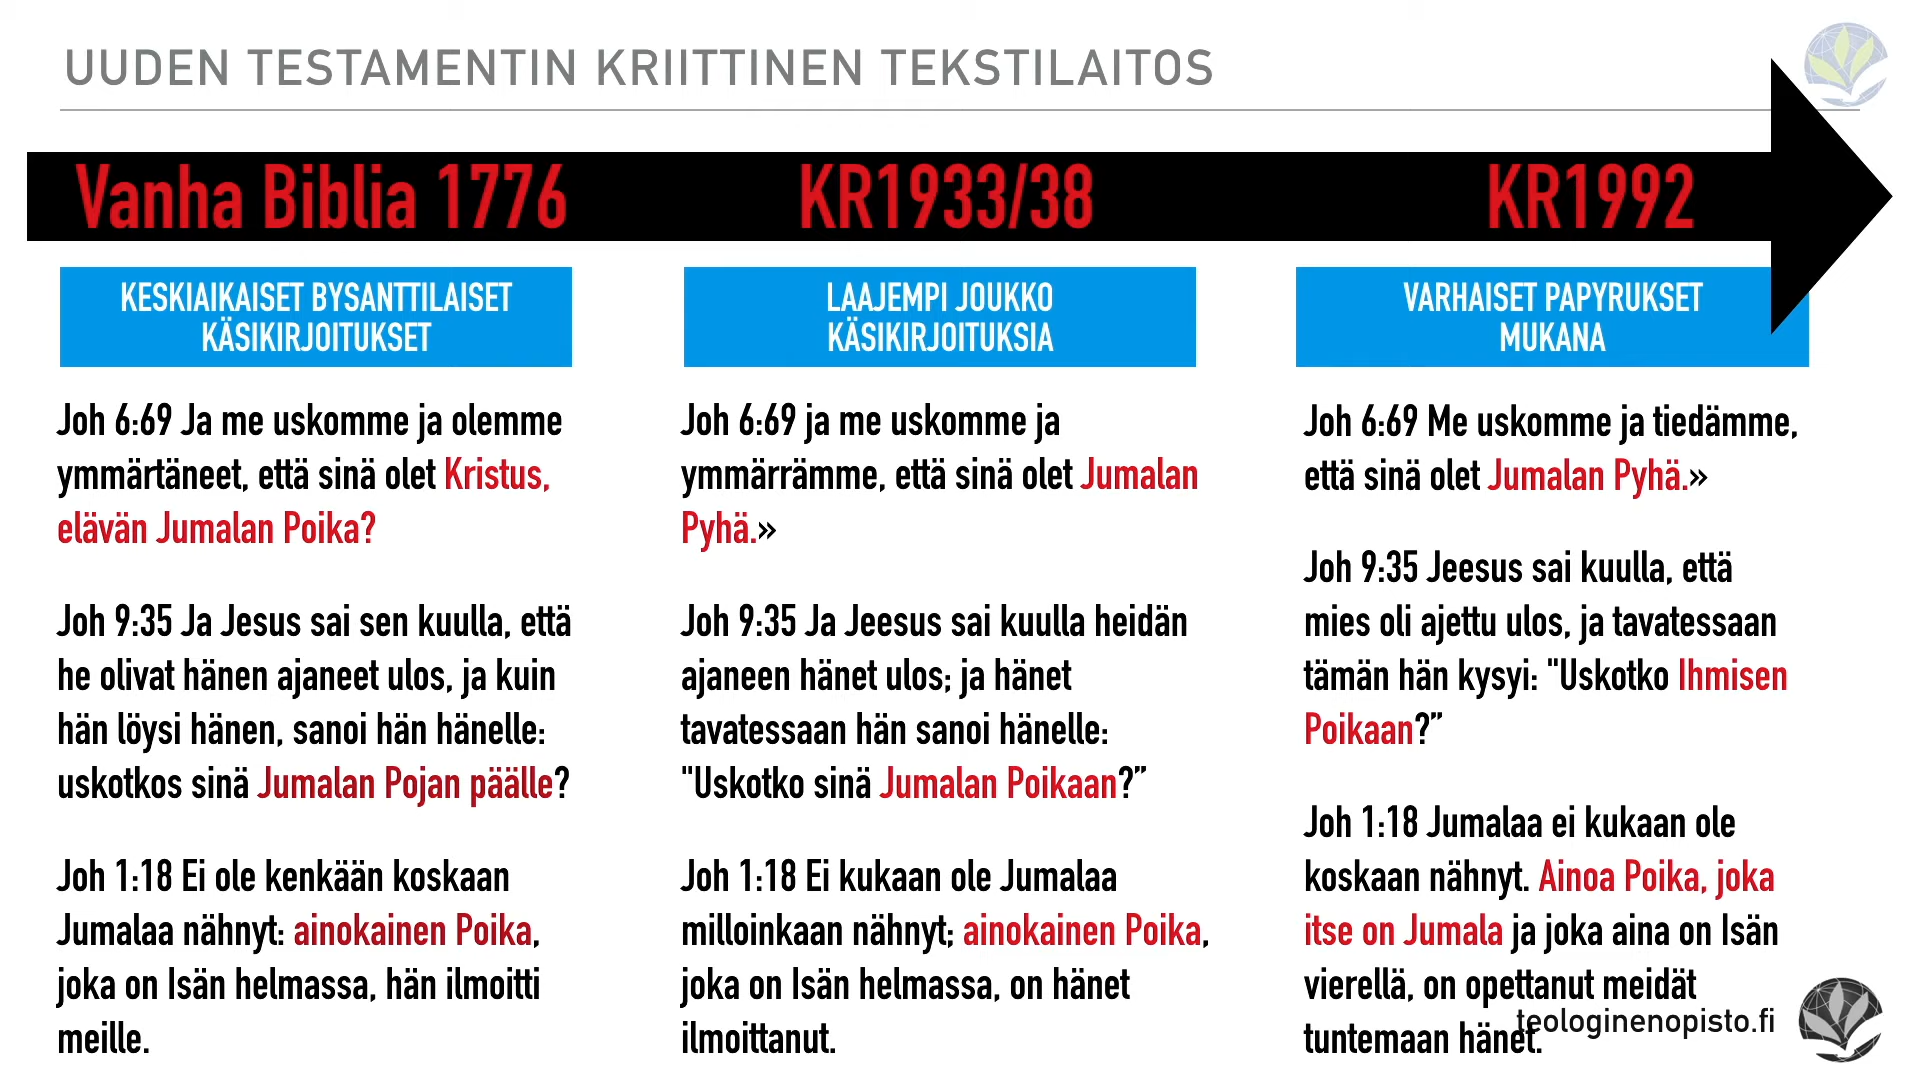 UUDEN TESTAMENTIN KRIITTINEN TEKSTILAITOS
Vanha Biblia 1776
KESKIAIKAISET BYSANTTILAISET
KÄSIKIRJOITUKSET
Joh 6:69 Ja me uskomme ja olemme
ymmärtäneet, että sinä olet Kristus,
elävän Jumalan Poika?
Joh 9:35 Ja Jesus sai sen kuulla, että
he olivat hänen ajaneet ulos, ja kuin
hän löysi hänen, sanoi hän hänelle:
uskotkos sinä Jumalan Pojan päälle?
Joh 1:18 Ei ole kenkään koskaan
Jumalaa nähnyt: ainokainen Poika,
joka on Isän helmassa, hän ilmoitti
meille.
KR1933/38
LAAJEMPI JOUKKO
KÄSIKIRJOITUKSIA
Joh 6:69 ja me uskomme ja
ymmärrämme, että sinä olet Jumalan
Pyhä.»
Joh 9:35 Ja Jeesus sai kuulla heidän
ajaneen hänet ulos; ja hänet
tavatessaan hän sanoi hänelle:
"Uskotko sinä Jumalan Poikaan?”
Joh 1:18 Ei kukaan ole Jumalaa
milloinkaan nähnyt; ainokainen Poika,
joka on Isän helmassa, on hänet
ilmoittanut.
KR1992
VARHAISET PAPYRUKSET
MUKANA
Joh 6:69 Me uskomme ja tiedämme,
että sinä olet Jumalan Pyhä.»
Joh 9:35 Jeesus sai kuulla, että
mies oli ajettu ulos, ja tavatessaan
tämän hän kysyi: "Uskotko Ihmisen
Poikaan?”
Joh 1:18 Jumalaa ei kukaan ole
koskaan nähnyt. Ainoa Poika, joka
itse on Jumala ja joka aina on Isän
vierellä, on opettanut meidät
tuntemaan hänet.
teologinenopisto.fi